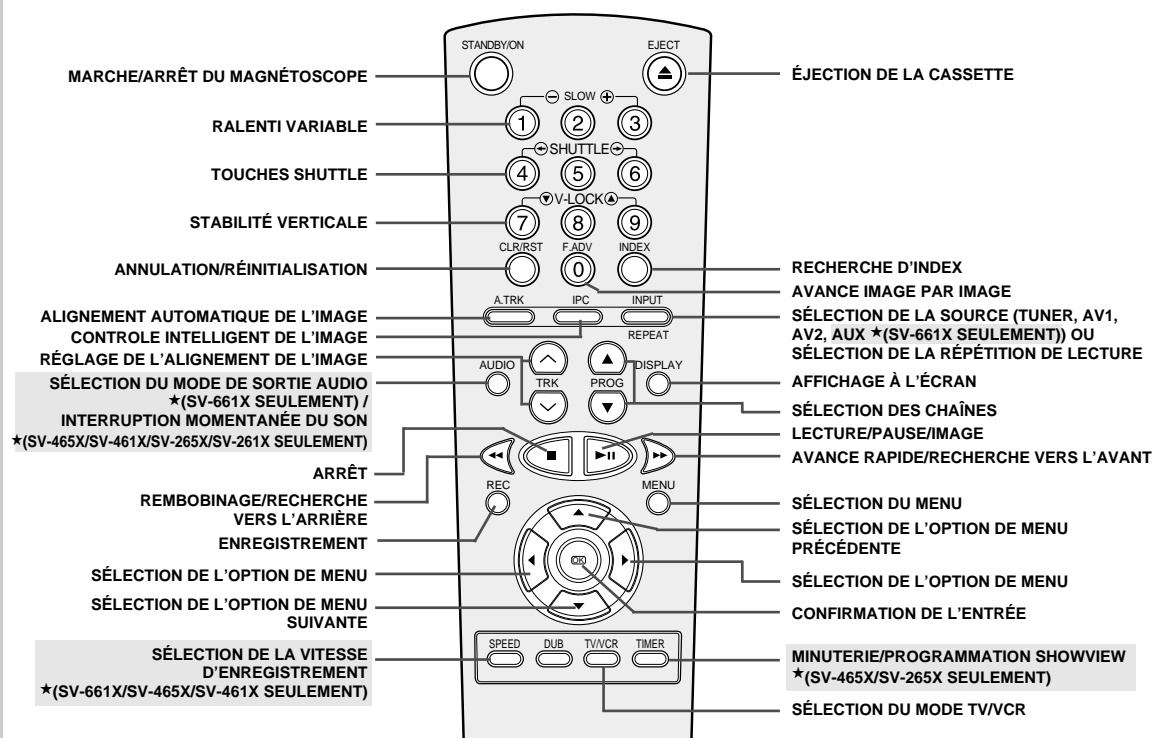 STANDBY/ON
EJECT
MARCHE/ARRÊT DU MAGNÉTOSCOPE
ÉJECTION DE LA CASSETTE
SLOW
RALENTI VARIABLE
1 2 3
SHUTTLE
TOUCHES SHUTTLE
4 5 6
V-LOCK
STABILITÉ VERTICALE
7 8 9
CLR/RST F.ADV INDEX
ANNULATION/RÉINITIALISATION
0
RECHERCHE D'INDEX
AVANCE IMAGE PAR IMAGE
A.TRK IPC INPUT
ALIGNEMENT AUTOMATIQUE DE L'IMAGE
CONTROLE INTELLIGENT DE L'IMAGE
RÉGLAGE DE L'ALIGNEMENT DE L'IMAGE
SÉLECTION DE LA SOURCE (TUNER, AV1,
AV2, AUX ★(SV-661X SEULEMENT)) OU
SÉLECTION DE LA RÉPÉTITION DE LECTURE
REPEAT
AUDIO
DISPLAY
TRK
PROG
SÉLECTION DU MODE DE SORTIE AUDIO
★(SV-661X SEULEMENT) /
INTERRUPTION MOMENTANÉE DU SON
★(SV-465X/SV-461X/SV-265X/SV-261X SEULEMENT)
AFFICHAGE À L'ÉCRAN
SÉLECTION DES CHAÎNES
LECTURE/PAUSE/IMAGE
AVANCE RAPIDE/RECHERCHE VERS L'AVANT
ARRÊT
REMBOBINAGE/RECHERCHE
VERS L'ARRIÈRE
ENREGISTREMENT
REC
MENU
SÉLECTION DU MENU
SÉLECTION DE L'OPTION DE MENU
PRÉCÉDENTE
SÉLECTION DE L'OPTION DE MENU
OK
SÉLECTION DE L'OPTION DE MENU
SÉLECTION DE L'OPTION DE MENU
SUIVANTE
CONFIRMATION DE L'ENTRÉE
SPEED DUB TV/VCR TIMER
SÉLECTION DE LA VITESSE
D'ENREGISTREMENT
★(SV-661X/SV-465X/SV-461X SEULEMENT)
MINUTERIE/PROGRAMMATION SHOWVIEW
★(SV-465X/SV-265X SEULEMENT)
SÉLECTION DU MODE TV/VCR